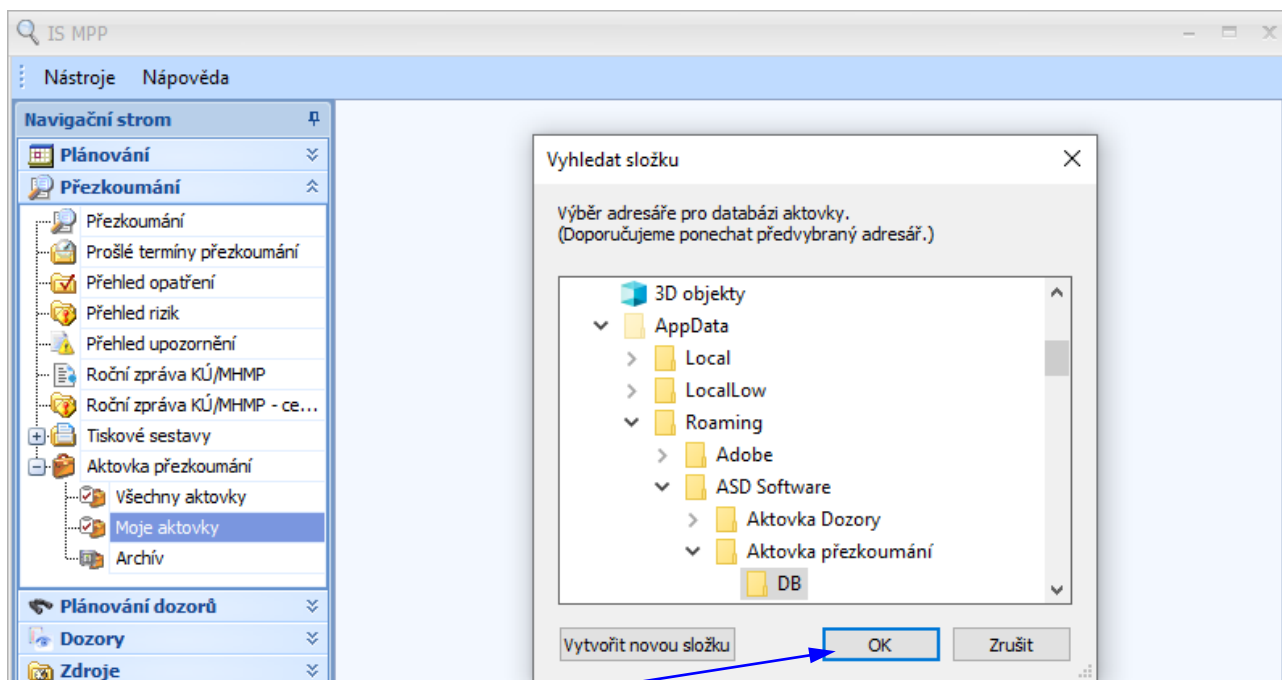 IS MPP
Nástroje Nápověda
Navigační strom
Plánování
Přezkoumání
Přezkoumání
Prošlé termíny přezkoumání
Přehled opatření
Přehled rizik
Přehled upozornění
Roční zpráva KÚ/MHMP
Roční zpráva KÚ/MHMP - ce...
Tiskové sestavy
Aktovka přezkoumání
Všechny aktovky
Moje aktovky
Archív
Plánování dozorů
Dozory
Zdroje
Vyhledat složku
Výběr adresáře pro databázi aktovky.
(Doporučujeme ponechat předvybraný adresář.)
3D objekty
AppData
Local
LocalLow
Roaming
Adobe
ASD Software
Aktovka Dozory
Aktovka přezkoumání
DB
Vytvořit novou složku OK Zrušit